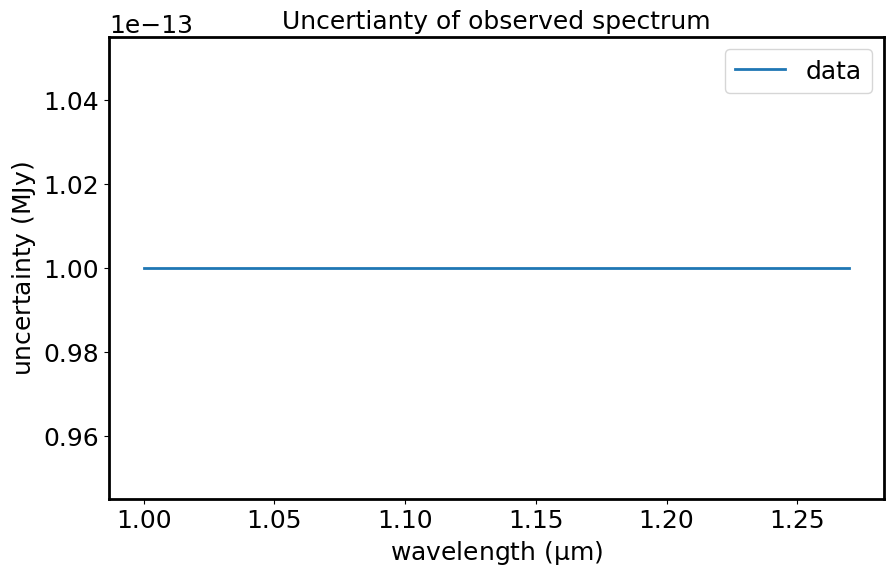 Uncertianty of observed spectrum
1e−13
data
1.04
1.02
1.00
0.98
0.96
uncertainty (MJy)
1.00 1.05 1.10 1.15 1.20 1.25
wavelength (μm)